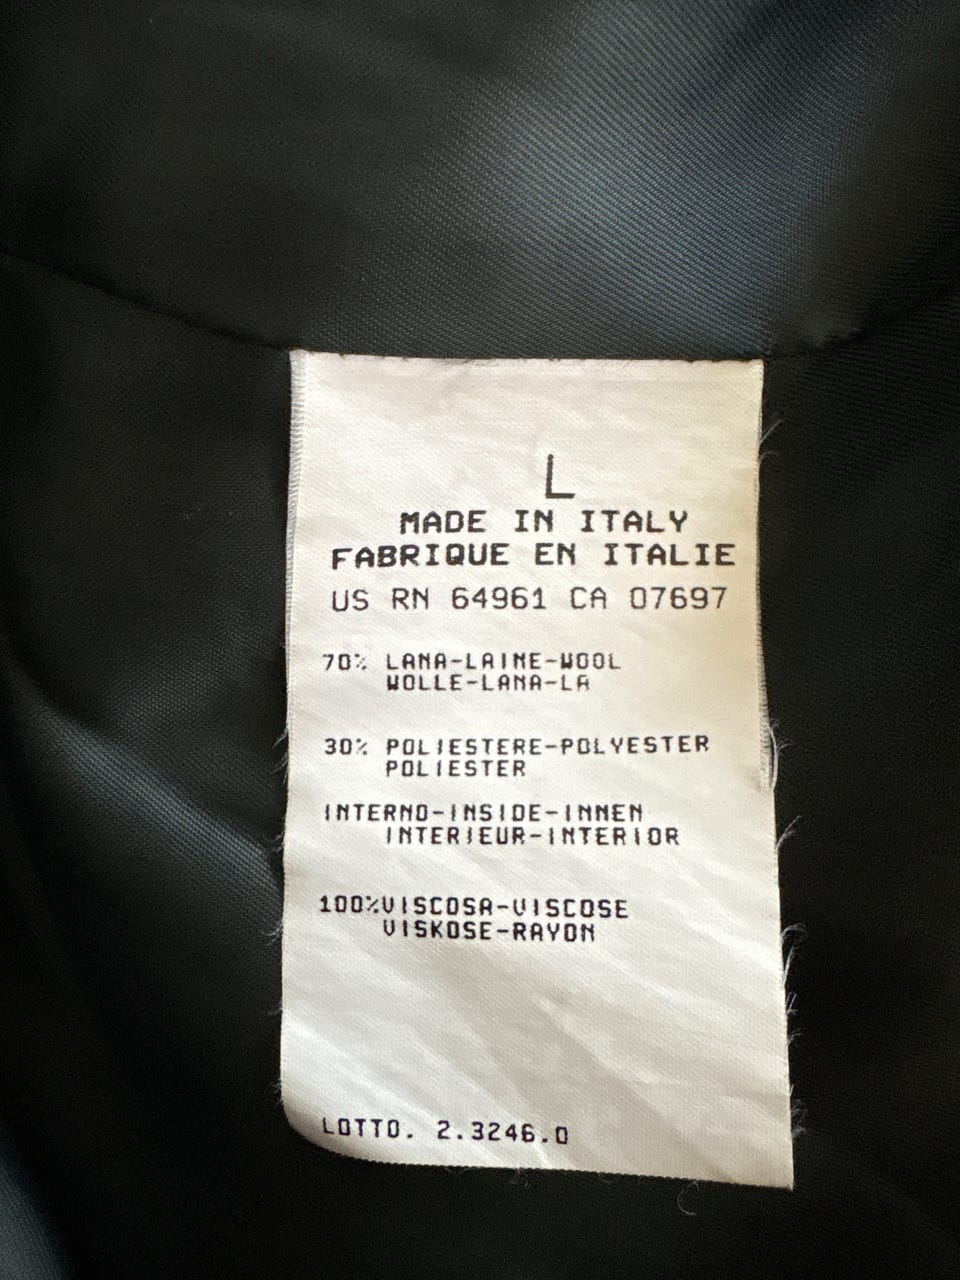 L
MADE IN ITALY
FABRIQUE EN ITALIE
US RN 64961 CA 07697
70% LANA-LAINE-WOOL
WOLLE-LANA-LA
30% POLIESTERE-POLYESTER
POLIESTER
INTERNO-INSIDE-INNEN
INTERIEUR-INTERIOR
100%VISCOSA-VISCOSE
VISKOSE-RAYON
LOTTO. 2.3246.0